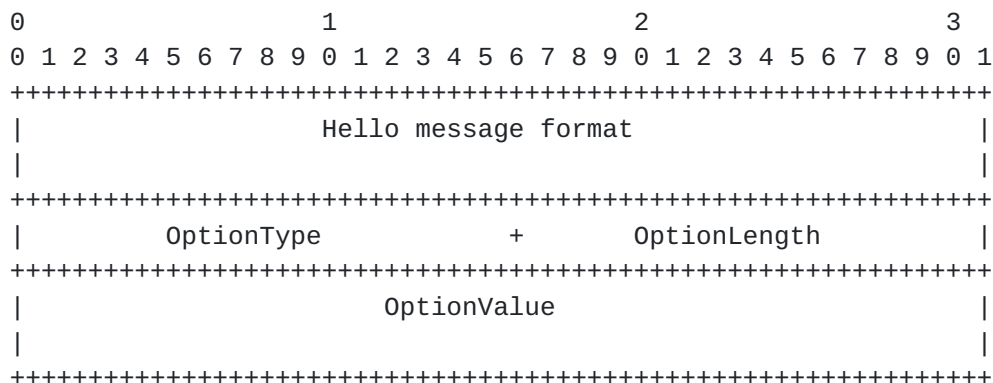 0                   1                   2                   3
0 1 2 3 4 5 6 7 8 9 0 1 2 3 4 5 6 7 8 9 0 1 2 3 4 5 6 7 8 9 0 1
+++++++++++++++++++++++++++++++++++++++++++++++++++++++++++++++
|                   Hello message format                      |
|                                                             |
+++++++++++++++++++++++++++++++++++++++++++++++++++++++++++++++
|         OptionType            +       OptionLength          |
+++++++++++++++++++++++++++++++++++++++++++++++++++++++++++++++
|                       OptionValue                           |
|                                                             |
+++++++++++++++++++++++++++++++++++++++++++++++++++++++++++++++